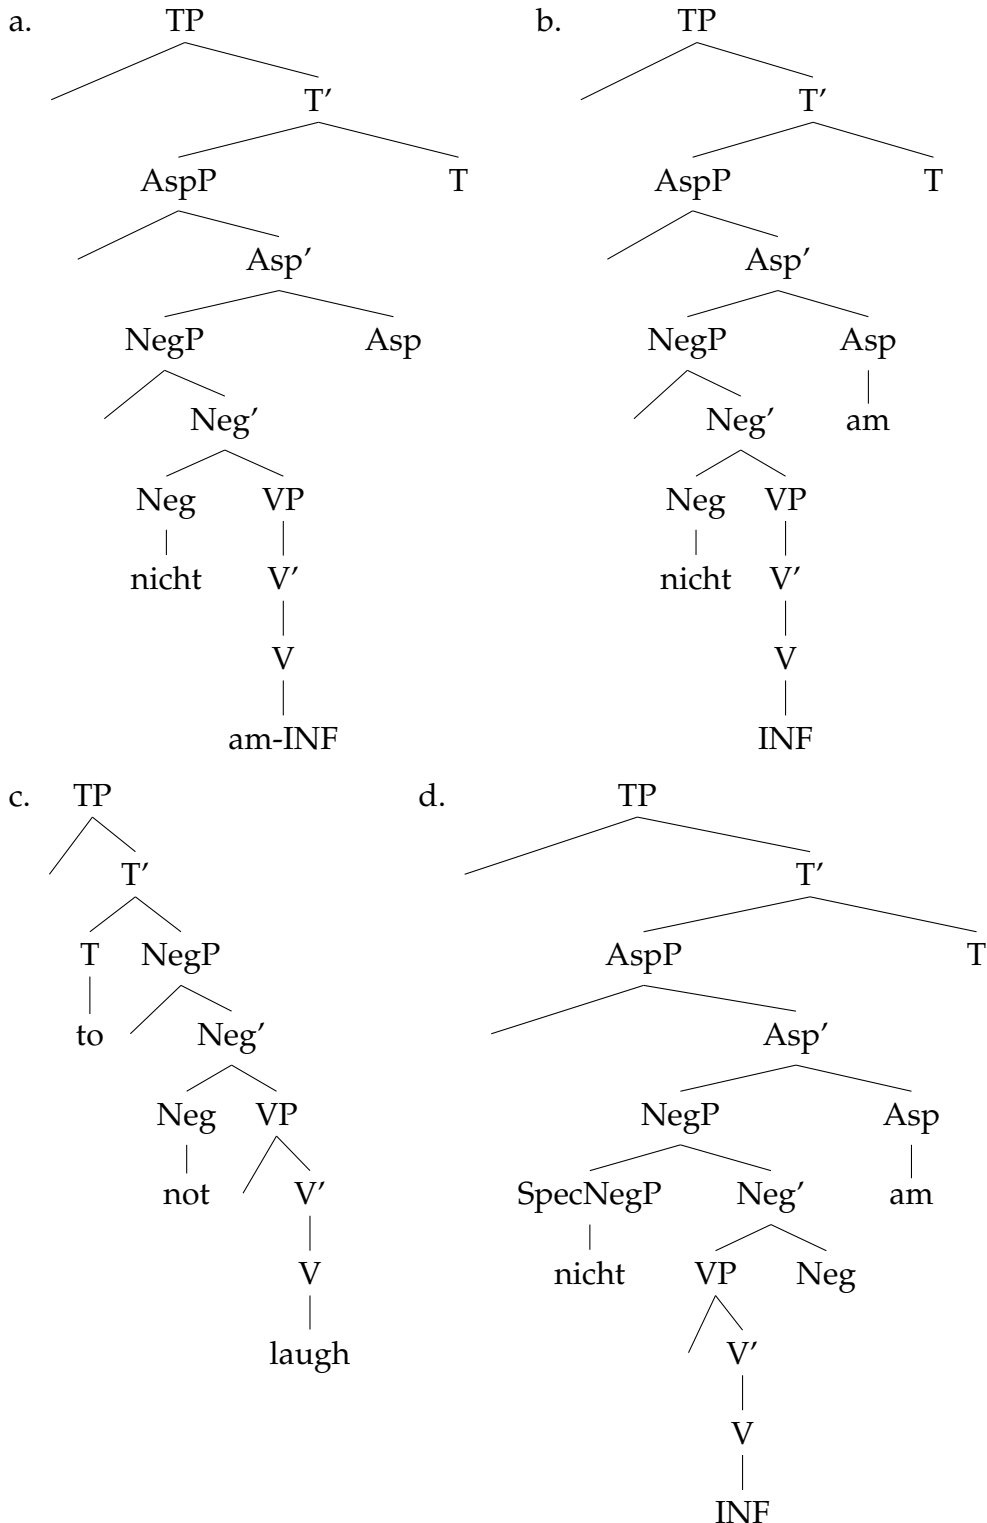 a. TP b. TP
T’ T’
AspP T AspP T
Asp’ Asp’
NegP Asp NegP Asp
Neg’ Neg’ am
Neg VP Neg VP
nicht V’ nicht V’
V V
am-INF INF
c. TP d. TP
T’ T’
T NegP AspP T
to Neg’ Asp’
Neg VP NegP Asp
not V’ SpecNegP Neg’ am
V nicht VP Neg
laugh V’
V
INF